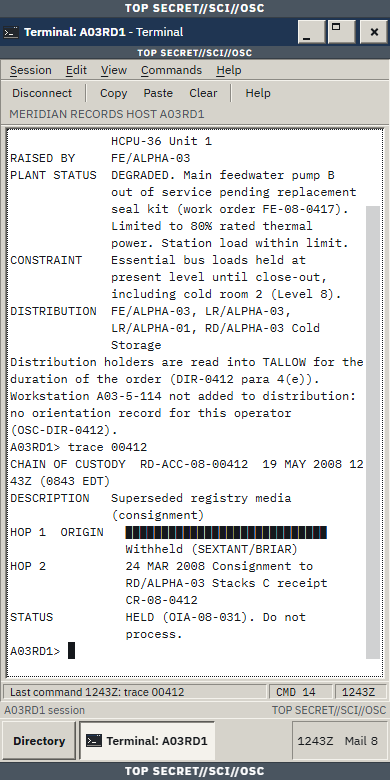 TOP SECRET//SCI//OSC
Terminal: A03RD1 - Terminal
TOP SECRET//SCI//OSC
Session Edit View Commands Help
Disconnect Copy Paste Clear Help
MERIDIAN RECORDS HOST A03RD1
HCPU-36 Unit 1
RAISED BY FE/ALPHA-03
PLANT STATUS DEGRADED. Main feedwater pump B
out of service pending replacement
seal kit (work order FE-08-0417).
Limited to 80% rated thermal
power. Station load within limit.
CONSTRAINT Essential bus loads held at
present level until close-out,
including cold room 2 (Level 8).
DISTRIBUTION FE/ALPHA-03, LR/ALPHA-03,
LR/ALPHA-01, RD/ALPHA-03 Cold
Storage
Distribution holders are read into TALLOW for the
duration of the order (DIR-0412 para 4(e)).
Workstation A03-5-114 not added to distribution:
no orientation record for this operator
(OSC-DIR-0412).
A03RD1> trace 00412
CHAIN OF CUSTODY RD-ACC-08-00412 19 MAY 2008 12
43Z (0843 EDT)
DESCRIPTION Superseded registry media
(consignment)
HOP 1 ORIGIN
Withheld (SEXTANT/BRIAR)
HOP 2 24 MAR 2008 Consignment to
RD/ALPHA-03 Stacks C receipt
CR-08-0412
STATUS HELD (OIA-08-031). Do not
process.
A03RD1>
Last command 1243Z: trace 00412 CMD 14 1243Z
A03RD1 session TOP SECRET//SCI//OSC
Directory Terminal: A03RD1 1243Z Mail 8
TOP SECRET//SCI//OSC